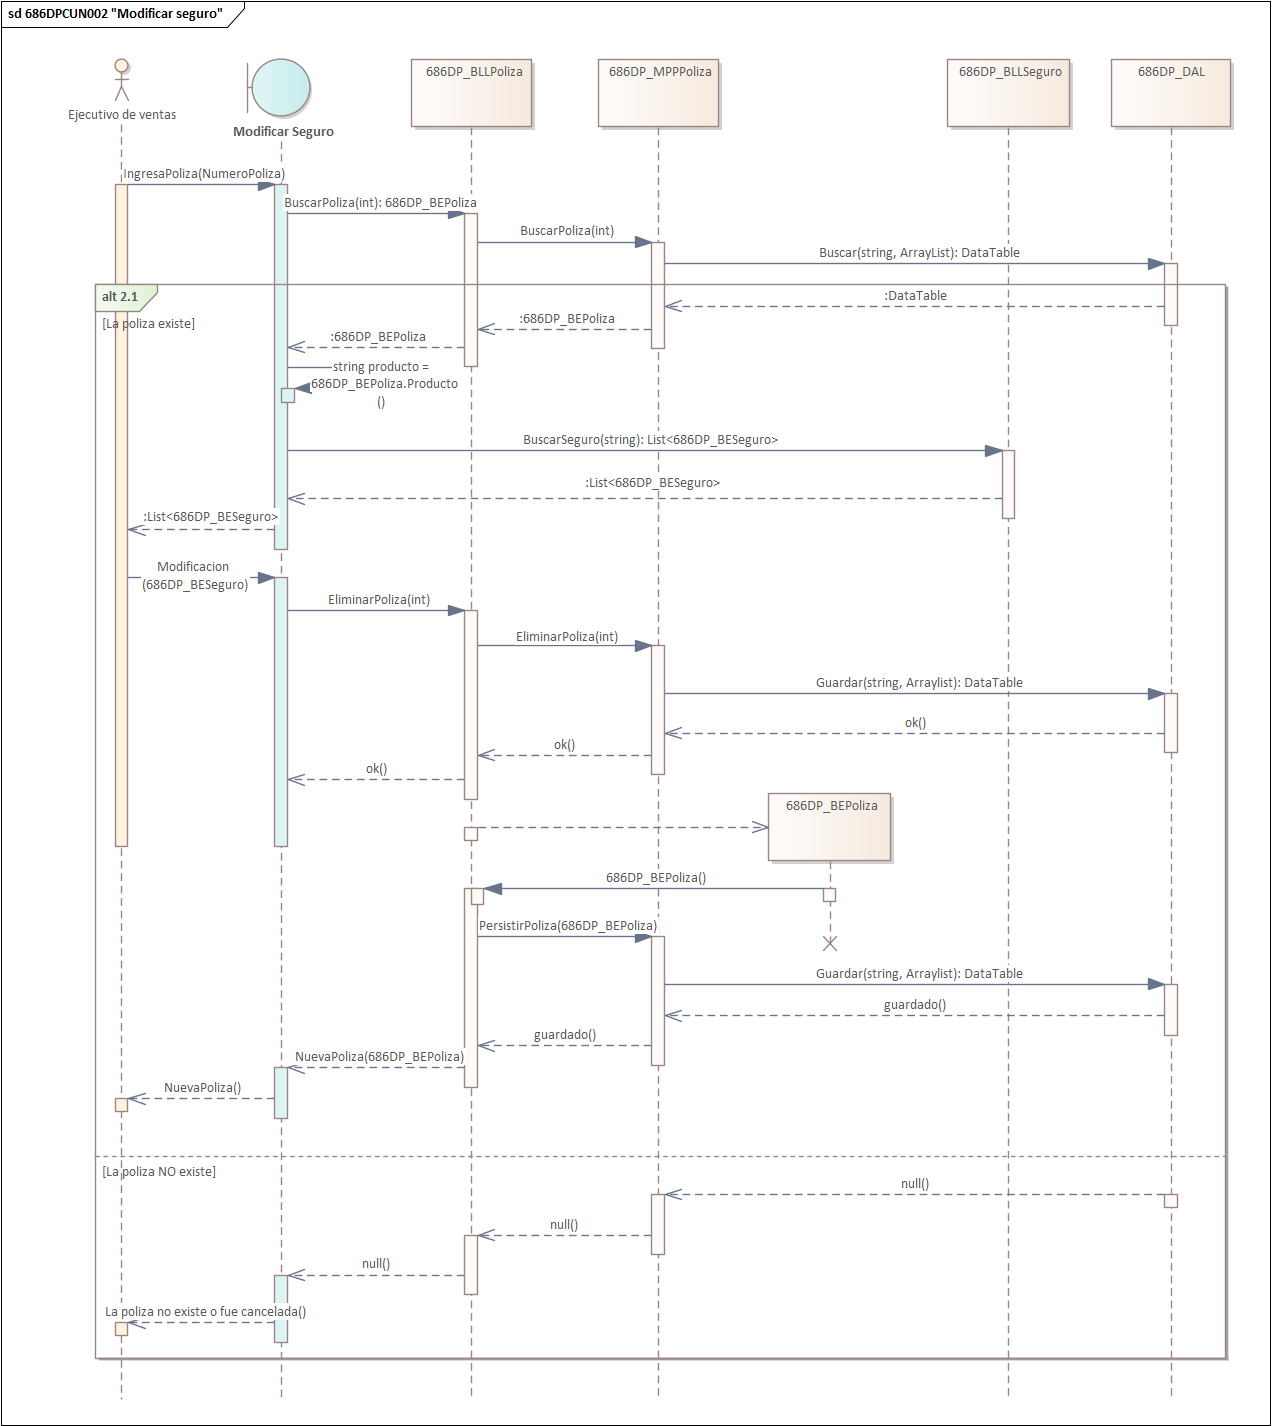 sd 686DPCUN002 "Modificar seguro"
686DP_BLLPoliza
686DP_MPPPoliza
686DP_BLLSeguro
686DP_DAL
Ejecutivo de ventas
Modificar Seguro
IngresaPoliza(NumeroPoliza)
BuscarPoliza(int): 686DP_BEPoliza
BuscarPoliza(int)
Buscar(string, ArrayList): DataTable
alt 2.1
:DataTable
[La poliza existe]
:686DP_BEPoliza
:686DP_BEPoliza
string producto =
686DP_BEPoliza.Producto
()
BuscarSeguro(string): List<686DP_BESeguro>
:List<686DP_BESeguro>
:List<686DP_BESeguro>
Modificacion
(686DP_BESeguro)
EliminarPoliza(int)
EliminarPoliza(int)
Guardar(string, Arraylist): DataTable
ok()
ok()
ok()
686DP_BEPoliza
686DP_BEPoliza()
PersistirPoliza(686DP_BEPoliza)
Guardar(string, Arraylist): DataTable
guardado()
guardado()
NuevaPoliza(686DP_BEPoliza)
NuevaPoliza()
[La poliza NO existe]
null()
null()
null()
La poliza no existe o fue cancelada()